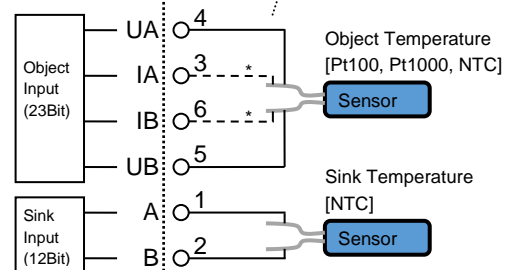 UA 4
Object Temperature
[Pt100, Pt1000, NTC]
Object
Input
(23Bit)
IA 3 *
Sensor
IB 6 *
UB 5
Sink Temperature
[NTC]
Sink
Input
(12Bit)
A 1
Sensor
B 2